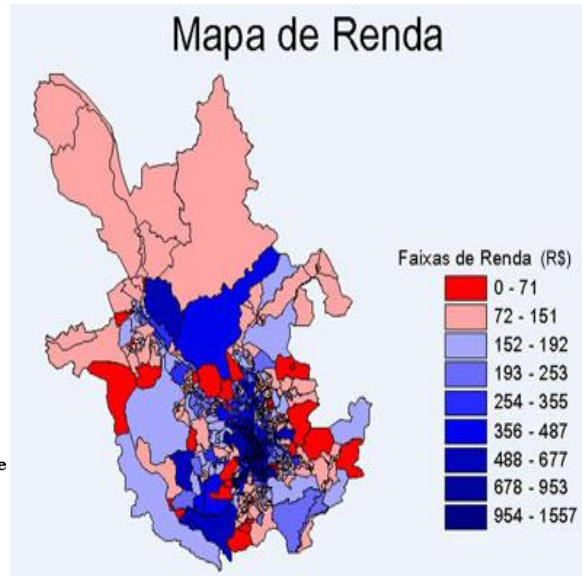 Mapa de Renda
Faixas de Renda (R$)
0 - 71
72 - 151
152 - 192
193 - 253
254 - 355
356 - 487
488 - 677
678 - 953
954 - 1557
e